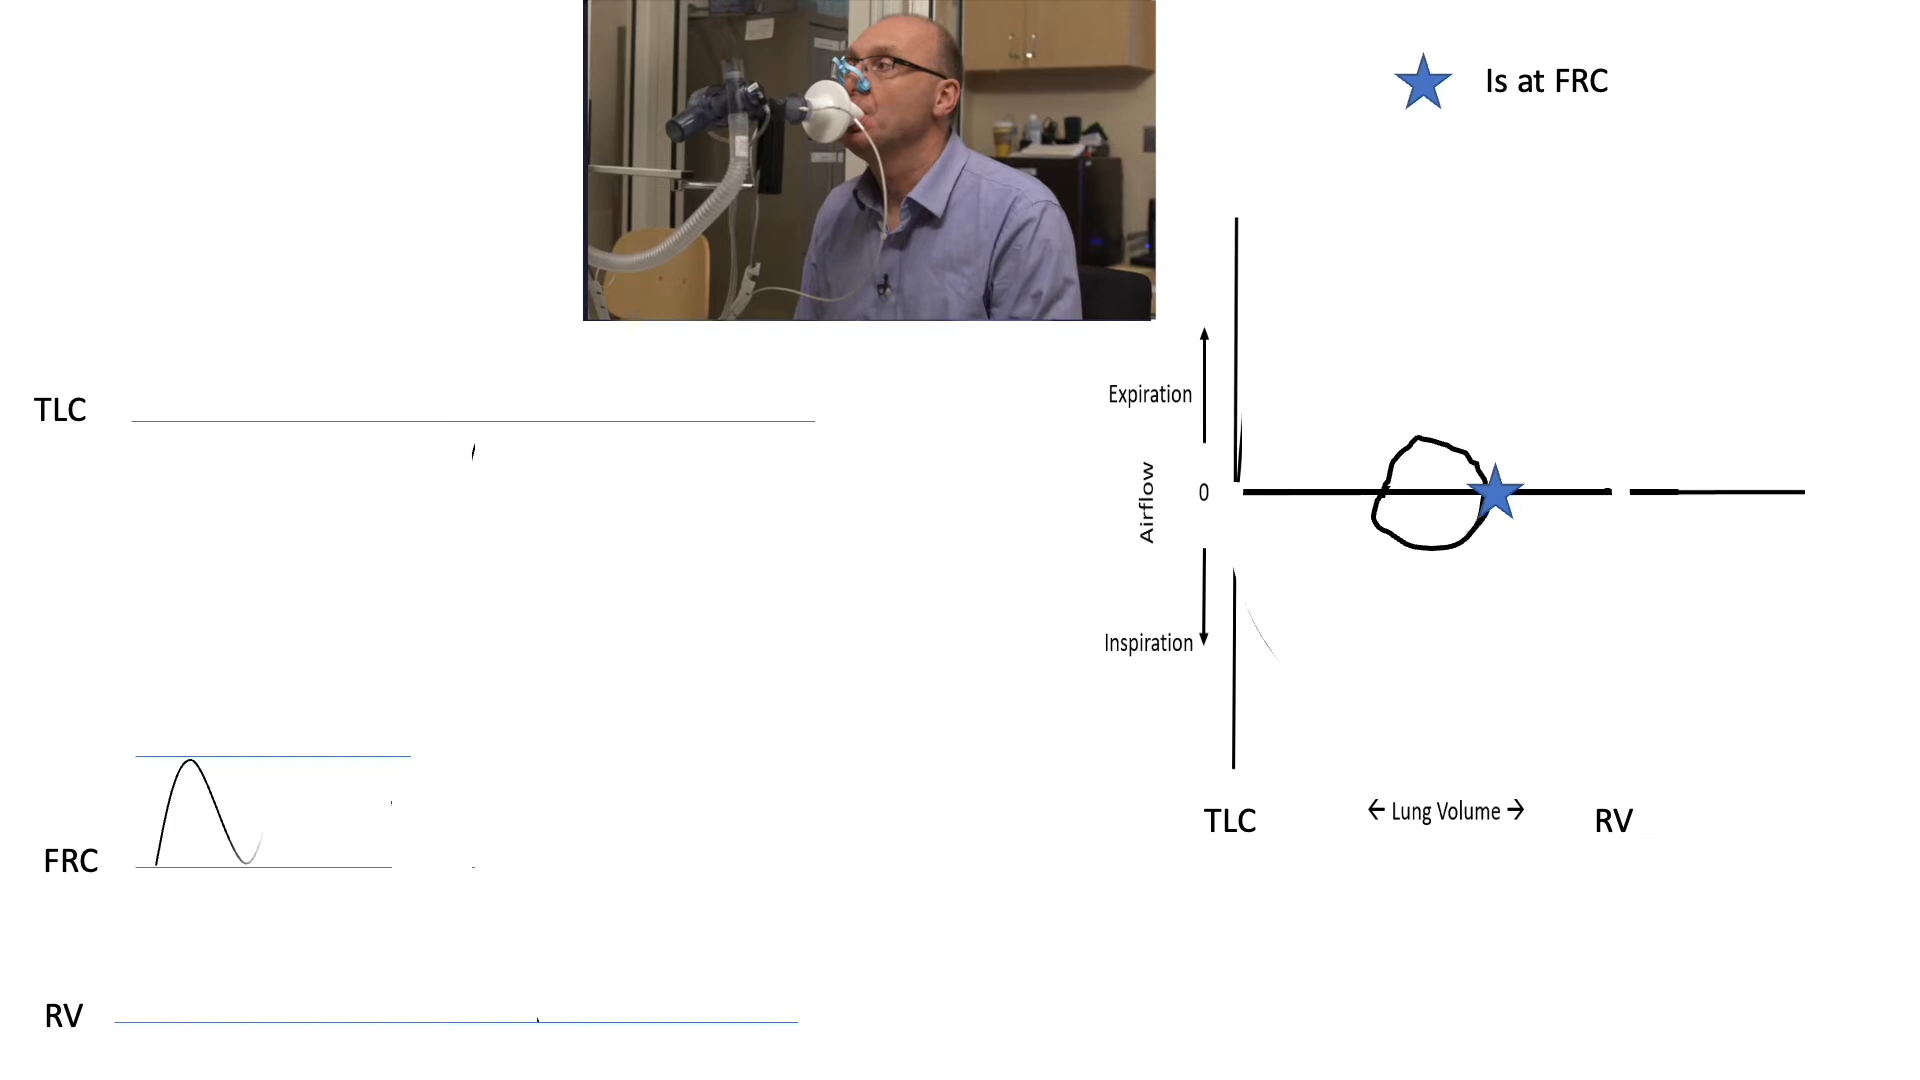 Is at FRC
Expiration
TLC
Airflow
0
Inspiration
← Lung Volume →
TLC
RV
FRC
RV